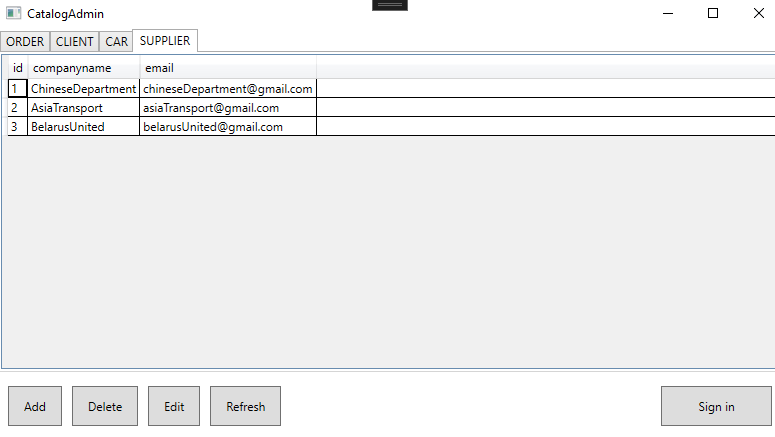 CatalogAdmin
ORDER CLIENT CAR SUPPLIER
id companyname email
1 ChineseDepartment chineseDepartment@gmail.com
2 AsiaTransport asiaTransport@gmail.com
3 BelarusUnited belarusUnited@gmail.com
Add Delete Edit Refresh Sign in